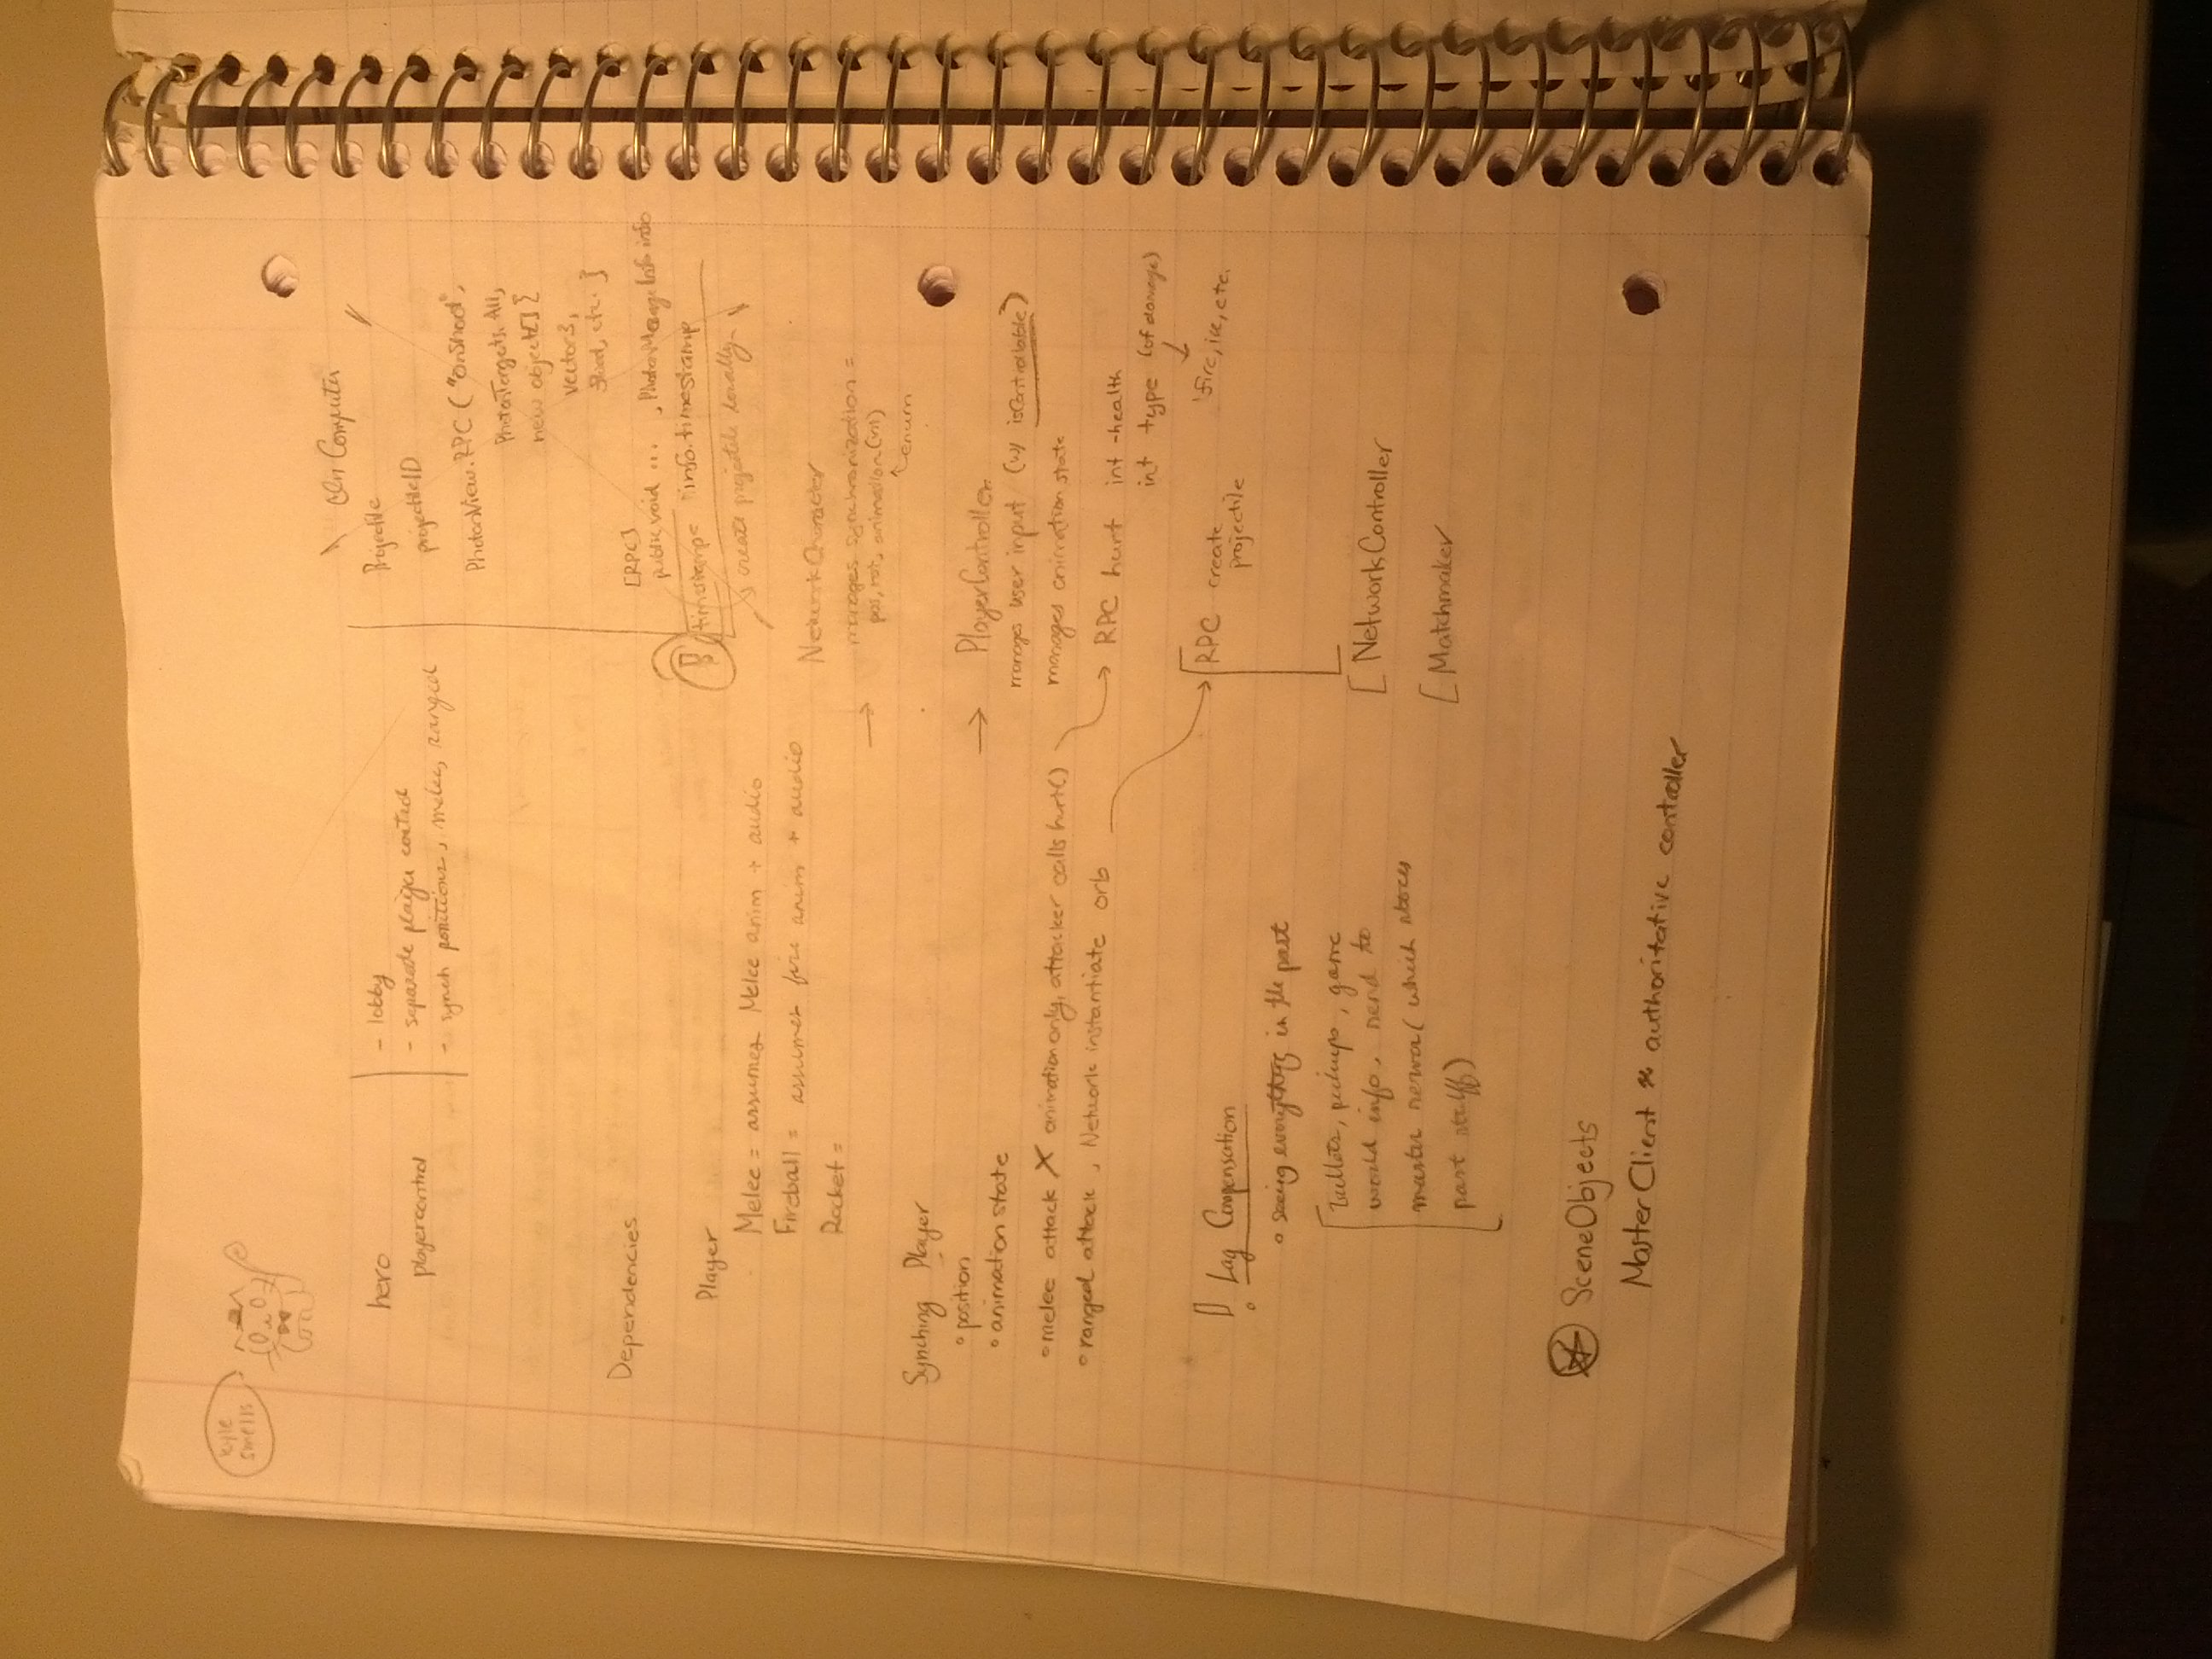 Kyle
smells
hero
playercontrol
- lobby
- separate player control
- synch positions, melee, ranged
On Computer
Projectile
projectileID
PhotonView.RPC("OnShoot",
PhotonTargets.All,
new object[] {
Vector3,
etc. }
[RPC]
public void ... , PhotonMessageInfo info
timestamp = info.timestamp
create projectile locally
Dependencies
Player
Melee = assumes Melee anim + audio
Fireball = assumes fire anim + audio
Rocket =
NetworkCharacter
manages synchronization =
pos, rot, animation (int)
enum
Synching Player
• position
• animation state
• melee attack X animation only, attacker calls hurt()
• ranged attack, Network instantiate orb
→ PlayerController
manages user input (w/ isControllable)
manages animation state
RPC hurt int -health
int type (of damage)
fire, ice, etc.
RPC create
projectile
[NetworkController
[Matchmaker
• Lag Compensation
• seeing everything in the past
bullets, pickups, game
world info, send to
master server (which stores
past stuff)
SceneObjects
MasterClient authoritative controller